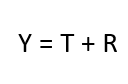 Y = T + R